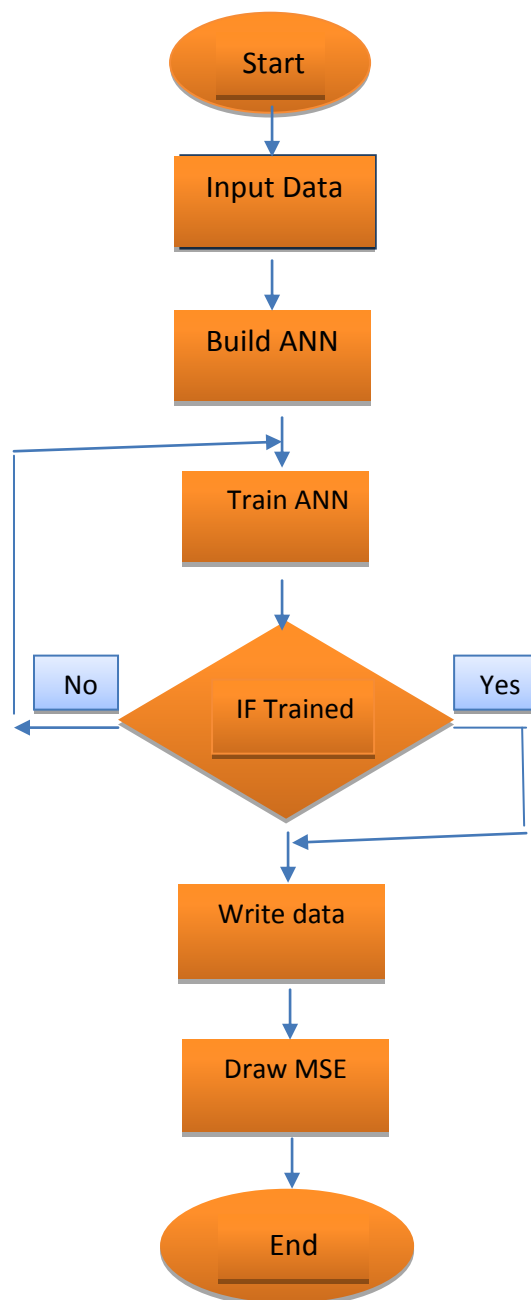 Start
Input Data
Build ANN
Train ANN
No
IF Trained
Yes
Write data
Draw MSE
End